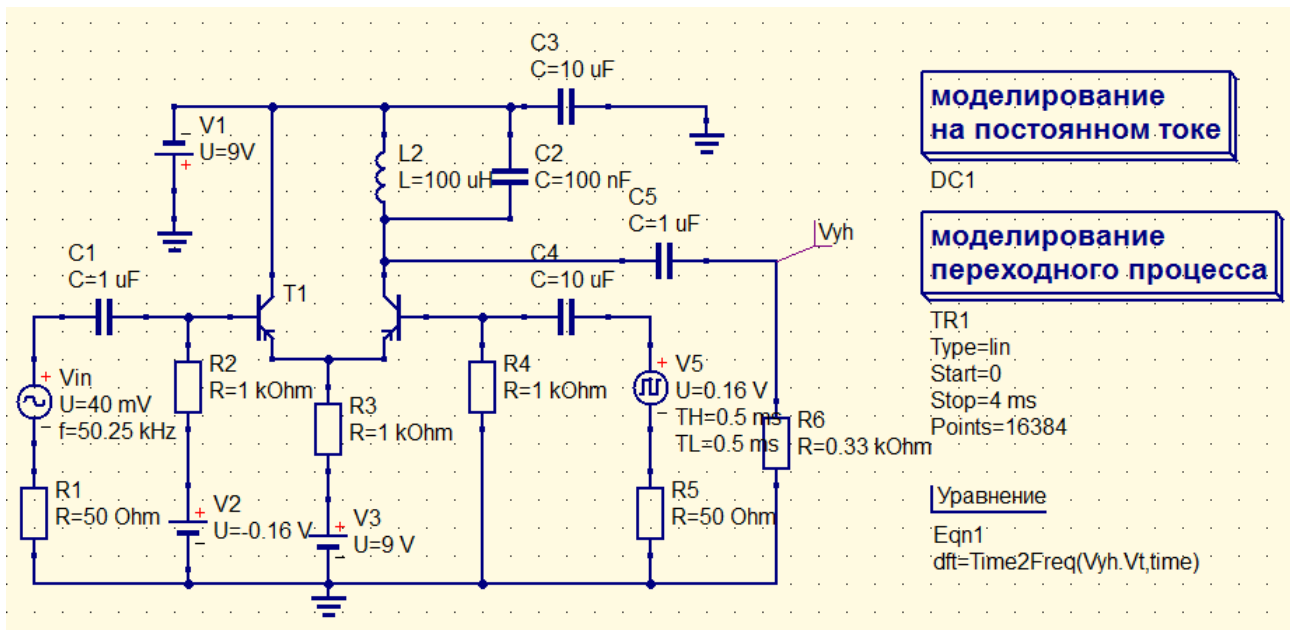 C3
C=10 uF
моделирование
на постоянном токе
DC1
V1
U=9V
−
+
L2
L=100 uH
C2
C=100 nF
C5
C=1 uF
Vyh
моделирование
переходного процесса
TR1
Type=lin
Start=0
Stop=4 ms
Points=16384
C1
C=1 uF
T1
C4
C=10 uF
+
Vin
U=40 mV
f=50.25 kHz
−
R2
R=1 kOhm
R3
R=1 kOhm
R4
R=1 kOhm
+
V5
U=0.16 V
TH=0.5 ms
TL=0.5 ms
−
R6
R=0.33 kOhm
R1
R=50 Ohm
V2
U=-0.16 V
+
−
V3
U=9 V
+
−
R5
R=50 Ohm
Уравнение
Eqn1
dft=Time2Freq(Vyh.Vt,time)